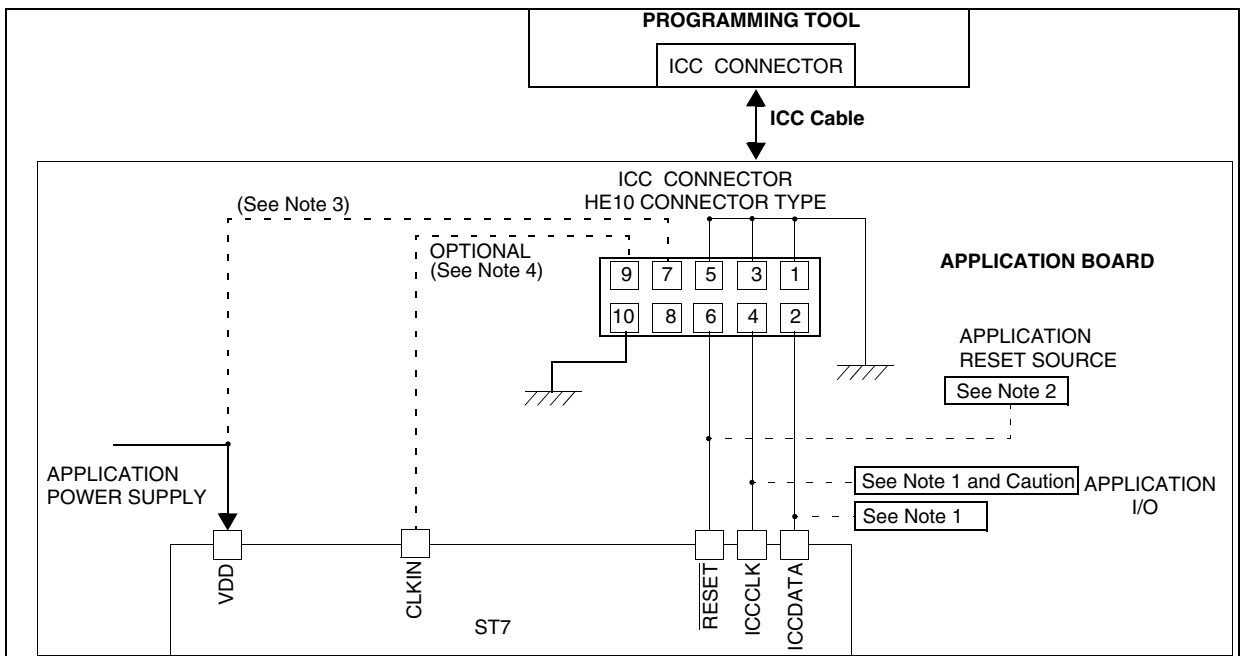 PROGRAMMING TOOL
ICC CONNECTOR
ICC Cable
ICC CONNECTOR
HE10 CONNECTOR TYPE
(See Note 3)
OPTIONAL
(See Note 4)
9 7 5 3 1
10 8 6 4 2
APPLICATION BOARD
APPLICATION
RESET SOURCE
See Note 2
APPLICATION
POWER SUPPLY
See Note 1 and Caution
See Note 1
APPLICATION
I/O
VDD
CLKIN
RESET
ICCCLK
ICCDATA
ST7